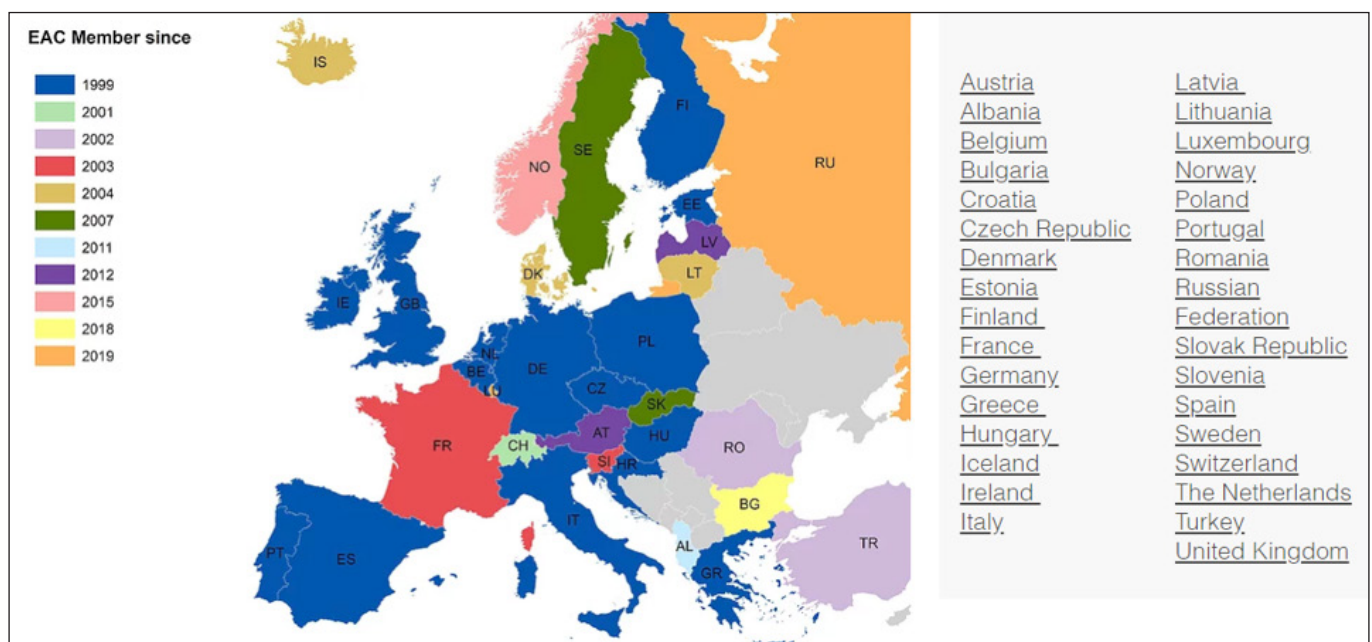 EAC Member since
1999
2001
2002
2003
2004
2007
2011
2012
2015
2018
2019
IS
FI
SE
NO
RU
EE
LV
LT
DK
IE
GB
NL
BE
LU
DE
PL
CZ
SK
AT
HU
FR
CH
SI
HR
RO
BG
IT
PT
ES
AL
GR
TR
Austria
Albania
Belgium
Bulgaria
Croatia
Czech Republic
Denmark
Estonia
Finland
France
Germany
Greece
Hungary
Iceland
Ireland
Italy
Latvia
Lithuania
Luxembourg
Norway
Poland
Portugal
Romania
Russian
Federation
Slovak Republic
Slovenia
Spain
Sweden
Switzerland
The Netherlands
Turkey
United Kingdom